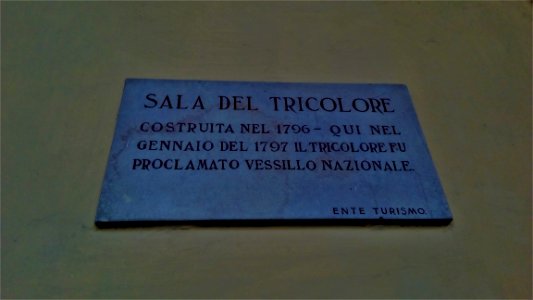 SALA DEL TRICOLORE
COSTRUITA NEL 1796 - QUI NEL
GENNAIO DEL 1797 IL TRICOLORE FU
PROCLAMATO VESSILLO NAZIONALE.
ENTE TURISMO.